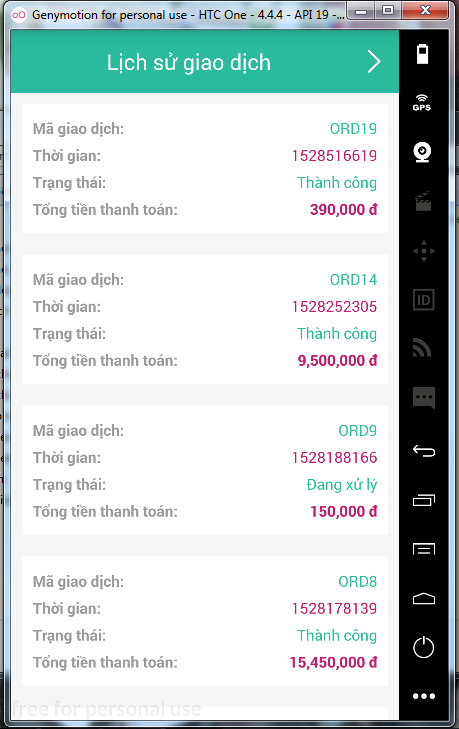 Genymotion for personal use - HTC One - 4.4.4 - API 19 -...
Lịch sử giao dịch
GPS
Mã giao dịch: ORD19
Thời gian: 1528516619
Trạng thái: Thành công
Tổng tiền thanh toán: 390,000 đ
Mã giao dịch: ORD14
Thời gian: 1528252305
Trạng thái: Thành công
Tổng tiền thanh toán: 9,500,000 đ
ID
Mã giao dịch: ORD9
Thời gian: 1528188166
Trạng thái: Đang xử lý
Tổng tiền thanh toán: 150,000 đ
Mã giao dịch: ORD8
Thời gian: 1528178139
Trạng thái: Thành công
Tổng tiền thanh toán: 15,450,000 đ
free for personal use